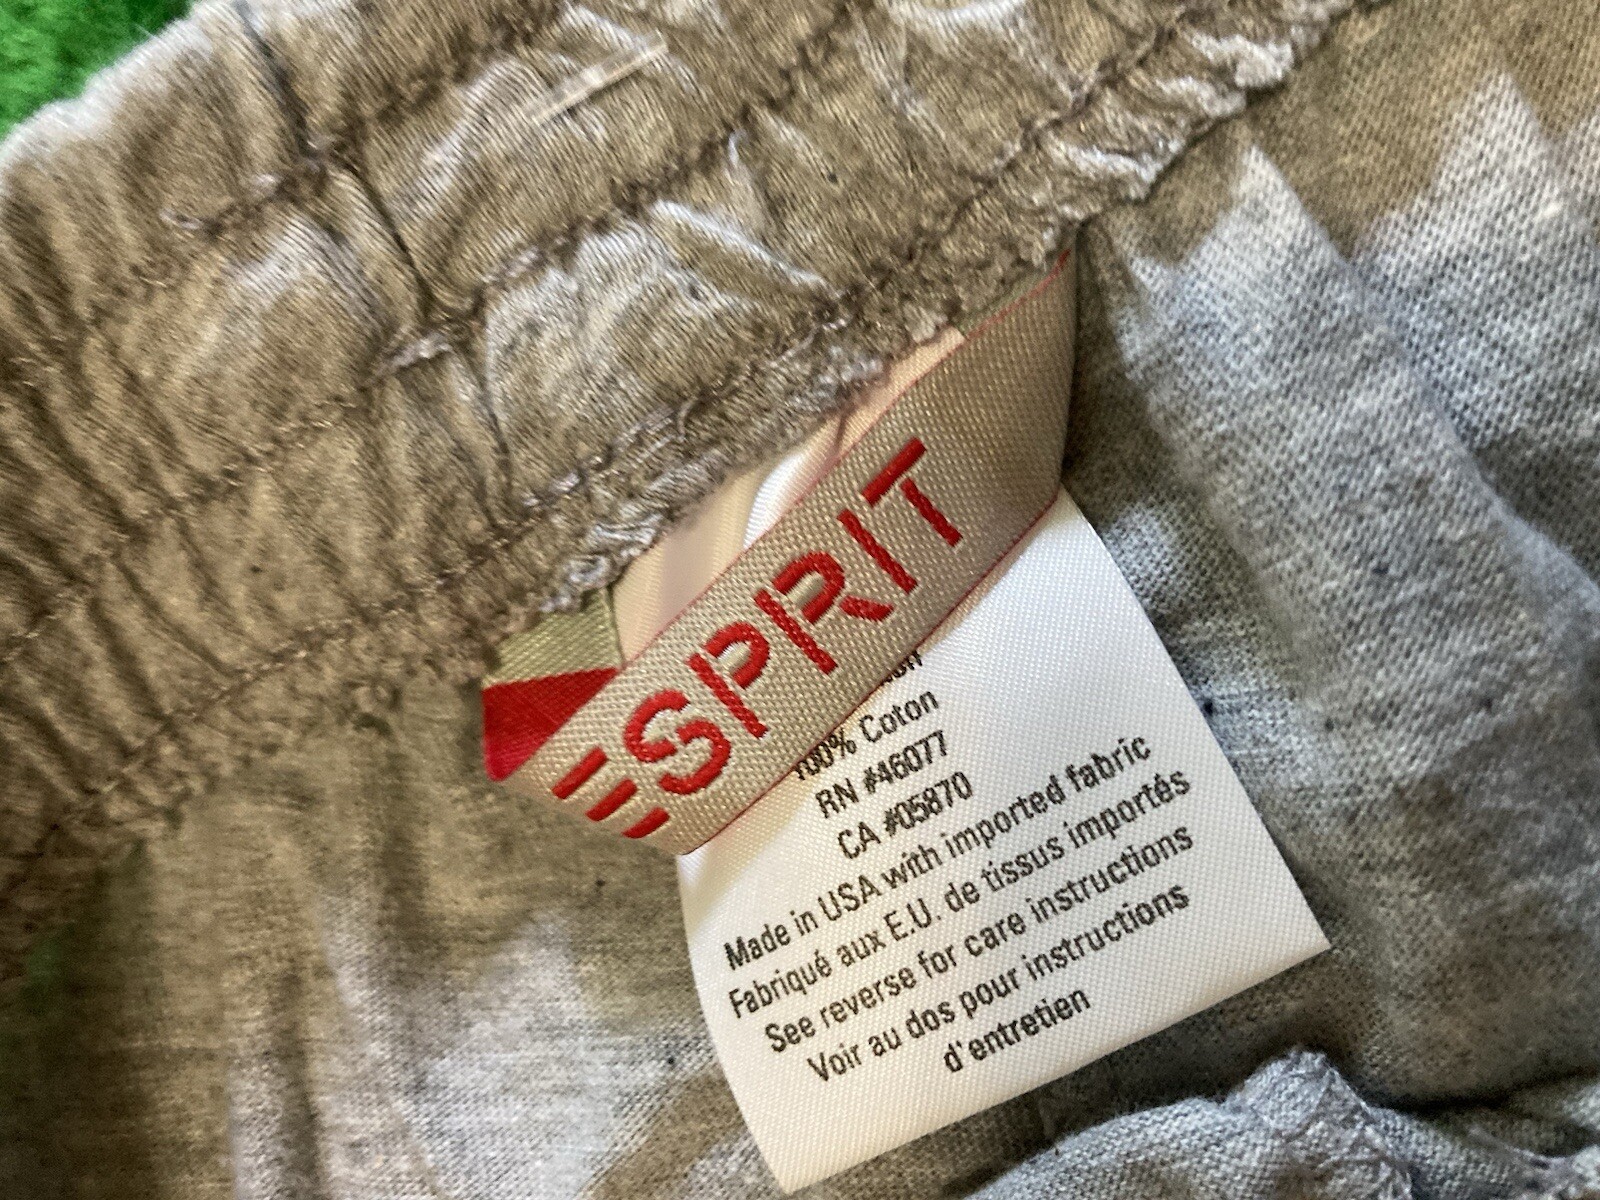 ESPRIT
100% Coton
RN #46077
CA #05870
Made in USA with imported fabric
Fabriqué aux E.U. de tissus importés
See reverse for care instructions
Voir au dos pour instructions
d'entretien